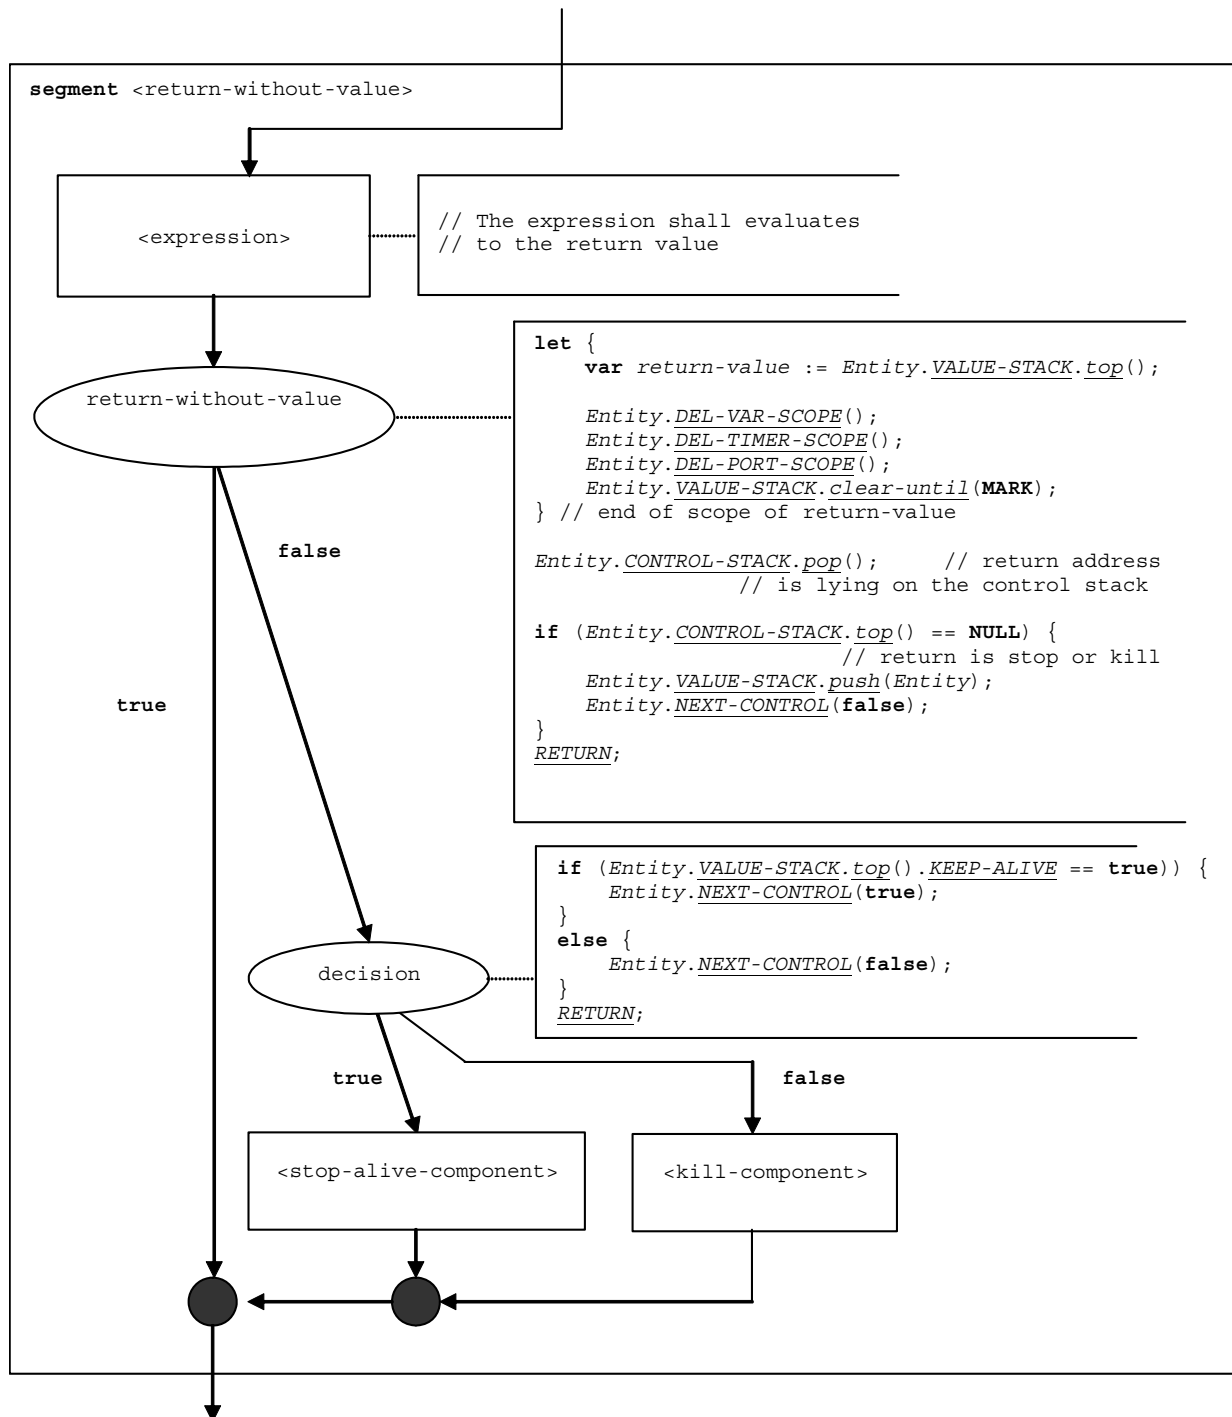 segment <return-without-value>
<expression>
// The expression shall evaluates
// to the return value
return-without-value
let {
var return-value := Entity.VALUE-STACK.top();
Entity.DEL-VAR-SCOPE();
Entity.DEL-TIMER-SCOPE();
Entity.DEL-PORT-SCOPE();
Entity.VALUE-STACK.clear-until(MARK);
} // end of scope of return-value
Entity.CONTROL-STACK.pop(); // return address
// is lying on the control stack
if (Entity.CONTROL-STACK.top() == NULL) {
// return is stop or kill
Entity.VALUE-STACK.push(Entity);
Entity.NEXT-CONTROL(false);
}
RETURN;
false
true
decision
if (Entity.VALUE-STACK.top().KEEP-ALIVE == true)) {
Entity.NEXT-CONTROL(true);
}
else {
Entity.NEXT-CONTROL(false);
}
RETURN;
true
false
<stop-alive-component>
<kill-component>